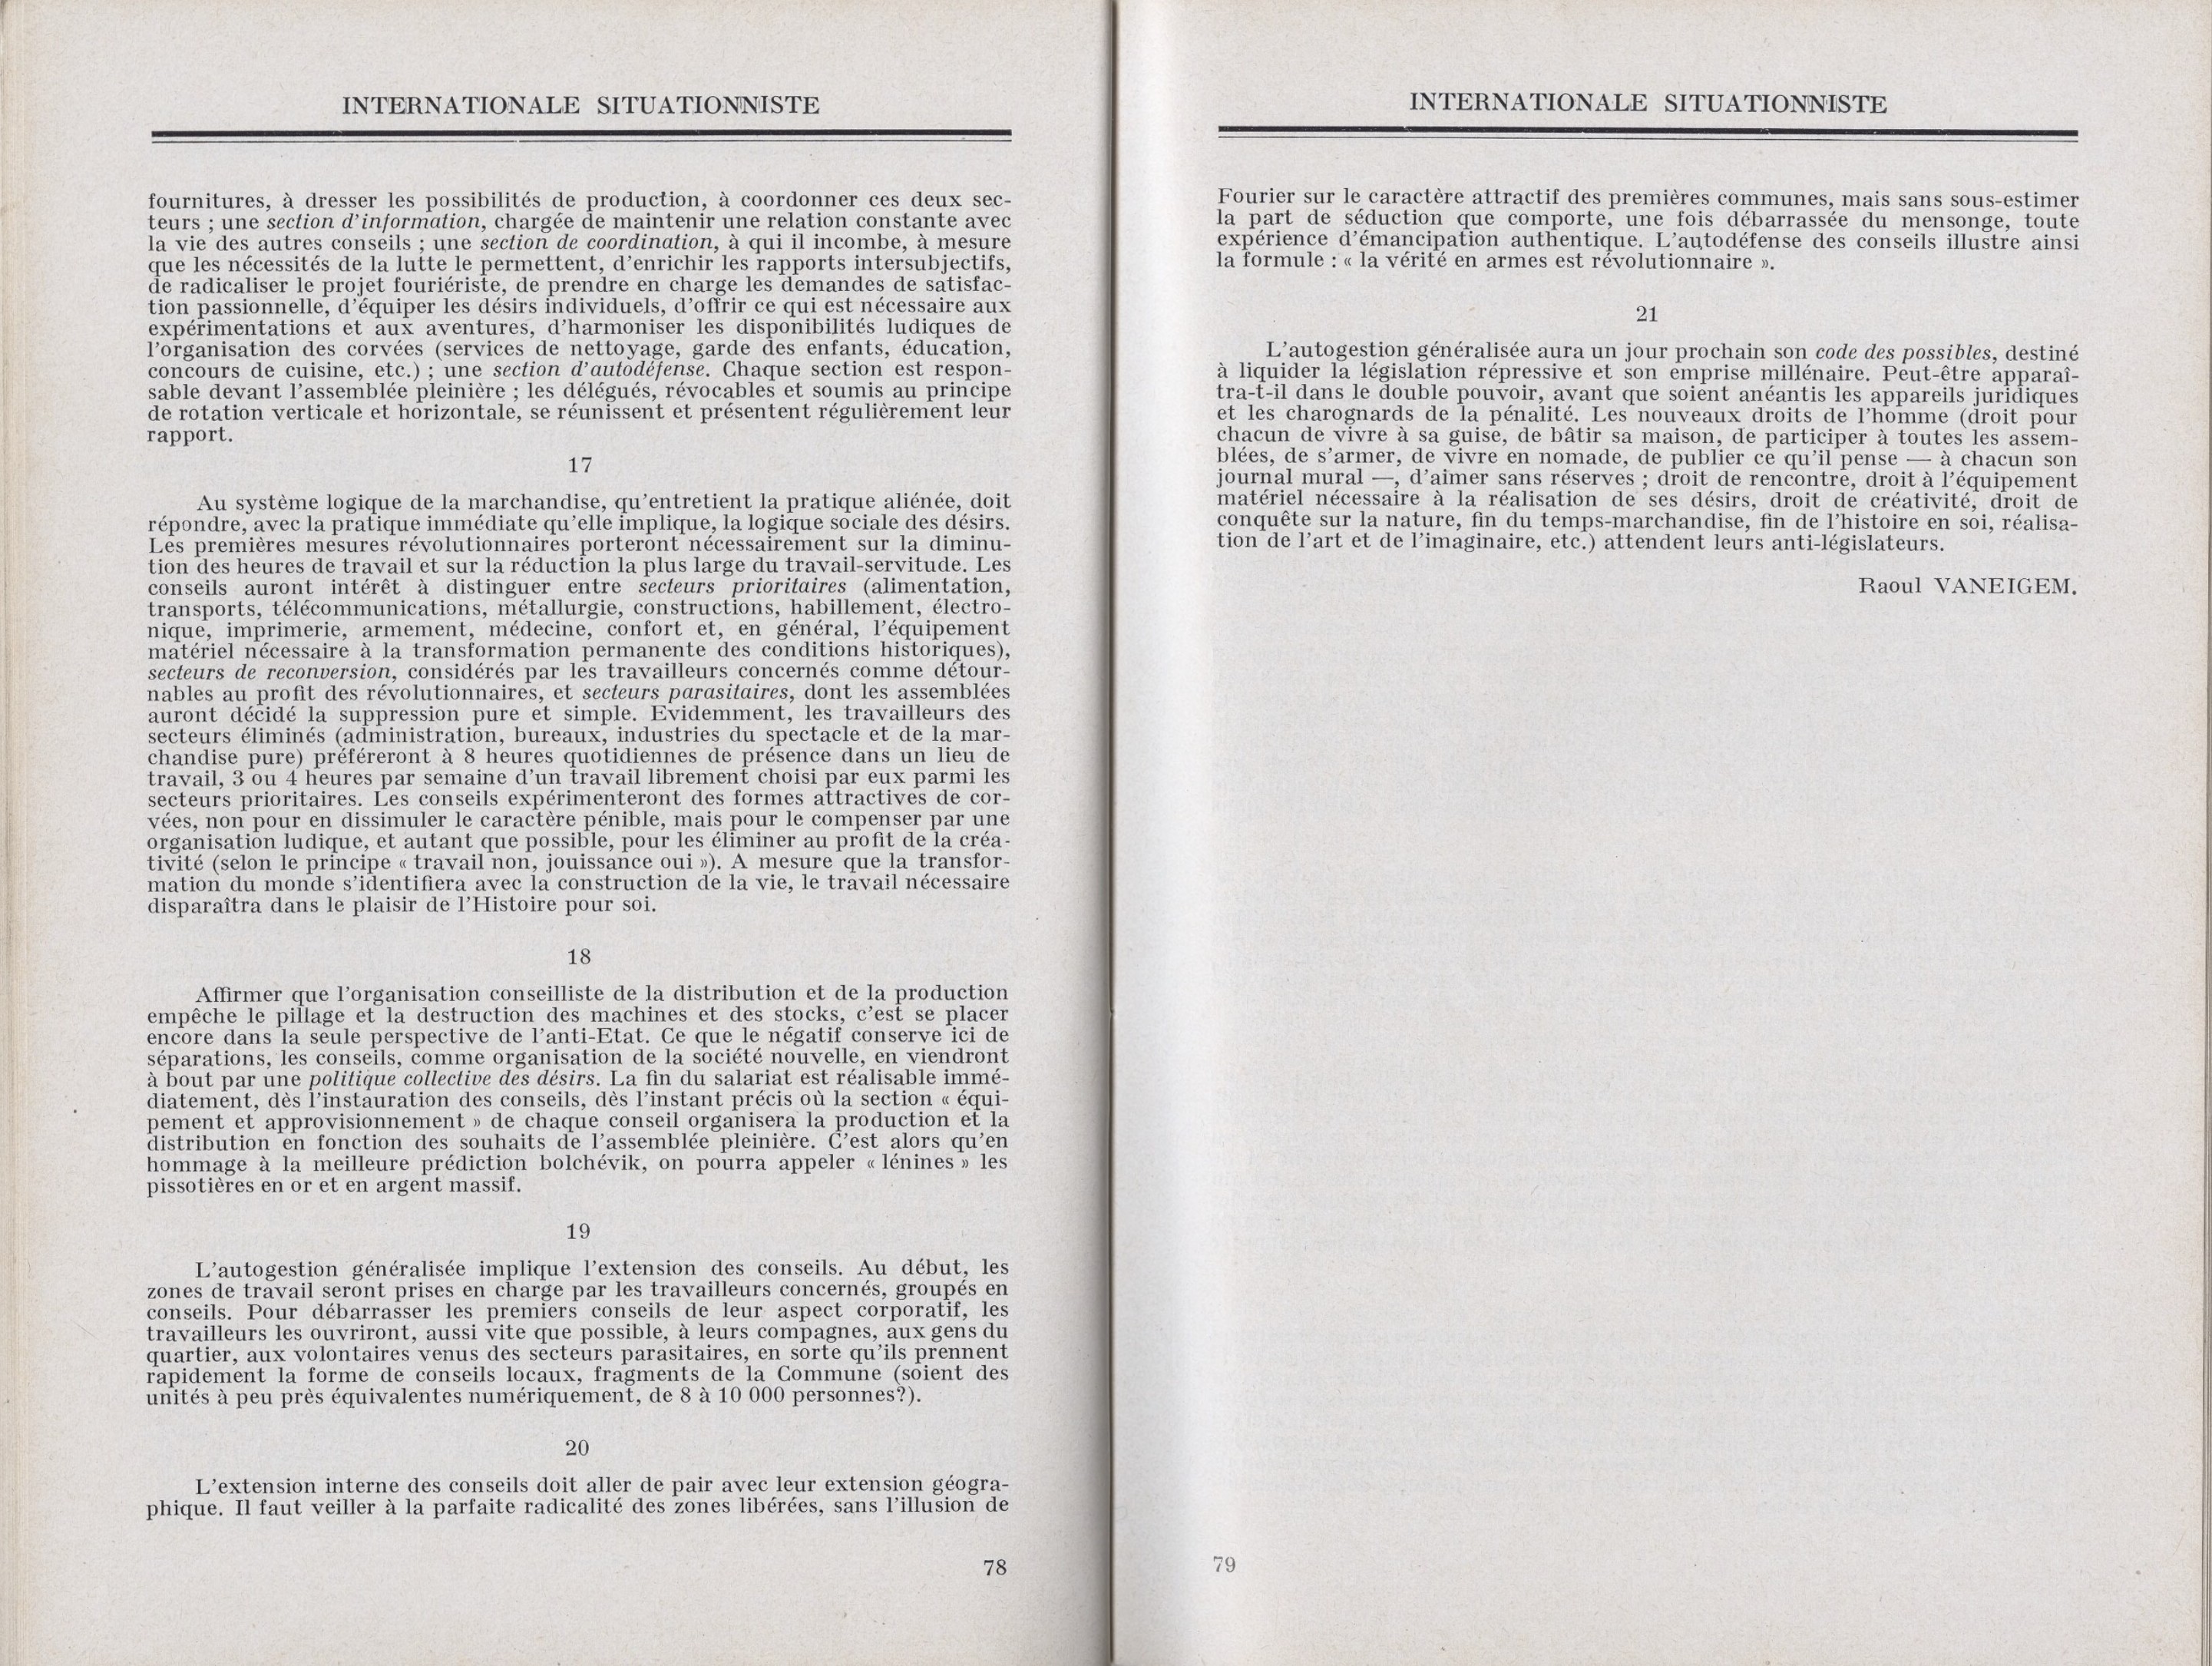 INTERNATIONALE SITUATIONNISTE
fournitures, à dresser les possibilités de production, à coordonner ces deux sec-
teurs ; une section d'information, chargée de maintenir une relation constante avec
la vie des autres conseils ; une section de coordination, à qui il incombe, à mesure
que les nécessités de la lutte le permettent, d'enrichir les rapports intersubjectifs,
de radicaliser le projet fouriériste, de prendre en charge les demandes de satisfac-
tion passionnelle, d'équiper les désirs individuels, d'offrir ce qui est nécessaire aux
expérimentations et aux aventures, d'harmoniser les disponibilités ludiques de
l'organisation des corvées (services de nettoyage, garde des enfants, éducation,
concours de cuisine, etc.) ; une section d'autodéfense. Chaque section est respon-
sable devant l'assemblée pleinière ; les délégués, révocables et soumis au principe
de rotation verticale et horizontale, se réunissent et présentent régulièrement leur
rapport.
17
Au système logique de la marchandise, qu'entretient la pratique aliénée, doit
répondre, avec la pratique immédiate qu'elle implique, la logique sociale des désirs.
Les premières mesures révolutionnaires porteront nécessairement sur la diminu-
tion des heures de travail et sur la réduction la plus large du travail-servitude. Les
conseils auront intérêt à distinguer entre secteurs prioritaires (alimentation,
transports, télécommunications, métallurgie, constructions, habillement, électro-
nique, imprimerie, armement, médecine, confort et, en général, l'équipement
matériel nécessaire à la transformation permanente des conditions historiques),
secteurs de reconversion, considérés par les travailleurs concernés comme détour-
nables au profit des révolutionnaires, et secteurs parasitaires, dont les assemblées
auront décidé la suppression pure et simple. Evidemment, les travailleurs des
secteurs éliminés (administration, bureaux, industries du spectacle et de la mar-
chandise pure) préféreront à 8 heures quotidiennes de présence dans un lieu de
travail, 3 ou 4 heures par semaine d'un travail librement choisi par eux parmi les
secteurs prioritaires. Les conseils expérimenteront des formes attractives de cor-
vées, non pour en dissimuler le caractère pénible, mais pour le compenser par une
organisation ludique, et autant que possible, pour les éliminer au profit de la créa-
tivité (selon le principe « travail non, jouissance oui »). A mesure que la transfor-
mation du monde s'identifiera avec la construction de la vie, le travail nécessaire
disparaîtra dans le plaisir de l'Histoire pour soi.
18
Affirmer que l'organisation conseilliste de la distribution et de la production
empêche le pillage et la destruction des machines et des stocks, c'est se placer
encore dans la seule perspective de l'anti-Etat. Ce que le négatif conserve ici de
séparations, les conseils, comme organisation de la société nouvelle, en viendront
à bout par une politique collective des désirs. La fin du salariat est réalisable immé-
diatement, dès l'instauration des conseils, dès l'instant précis où la section « équi-
pement et approvisionnement » de chaque conseil organisera la production et la
distribution en fonction des souhaits de l'assemblée pleinière. C'est alors qu'en
hommage à la meilleure prédiction bolchévik, on pourra appeler « lénines » les
pissotières en or et en argent massif.
19
L'autogestion généralisée implique l'extension des conseils. Au début, les
zones de travail seront prises en charge par les travailleurs concernés, groupés en
conseils. Pour débarrasser les premiers conseils de leur aspect corporatif, les
travailleurs les ouvriront, aussi vite que possible, à leurs compagnes, aux gens du
quartier, aux volontaires venus des secteurs parasitaires, en sorte qu'ils prennent
rapidement la forme de conseils locaux, fragments de la Commune (soient des
unités à peu près équivalentes numériquement, de 8 à 10 000 personnes?).
20
L'extension interne des conseils doit aller de pair avec leur extension géogra-
phique. Il faut veiller à la parfaite radicalité des zones libérées, sans l'illusion de
78
INTERNATIONALE SITUATIONNISTE
Fourier sur le caractère attractif des premières communes, mais sans sous-estimer
la part de séduction que comporte, une fois débarrassée du mensonge, toute
expérience d'émancipation authentique. L'autodéfense des conseils illustre ainsi
la formule : « la vérité en armes est révolutionnaire ».
21
L'autogestion généralisée aura un jour prochain son code des possibles, destiné
à liquider la législation répressive et son emprise millénaire. Peut-être apparaî-
tra-t-il dans le double pouvoir, avant que soient anéantis les appareils juridiques
et les charognards de la pénalité. Les nouveaux droits de l'homme (droit pour
chacun de vivre à sa guise, de bâtir sa maison, de participer à toutes les assem-
blées, de s'armer, de vivre en nomade, de publier ce qu'il pense — à chacun son
journal mural —, d'aimer sans réserves ; droit de rencontre, droit à l'équipement
matériel nécessaire à la réalisation de ses désirs, droit de créativité, droit de
conquête sur la nature, fin du temps-marchandise, fin de l'histoire en soi, réalisa-
tion de l'art et de l'imaginaire, etc.) attendent leurs anti-législateurs.
Raoul VANEIGEM.
79